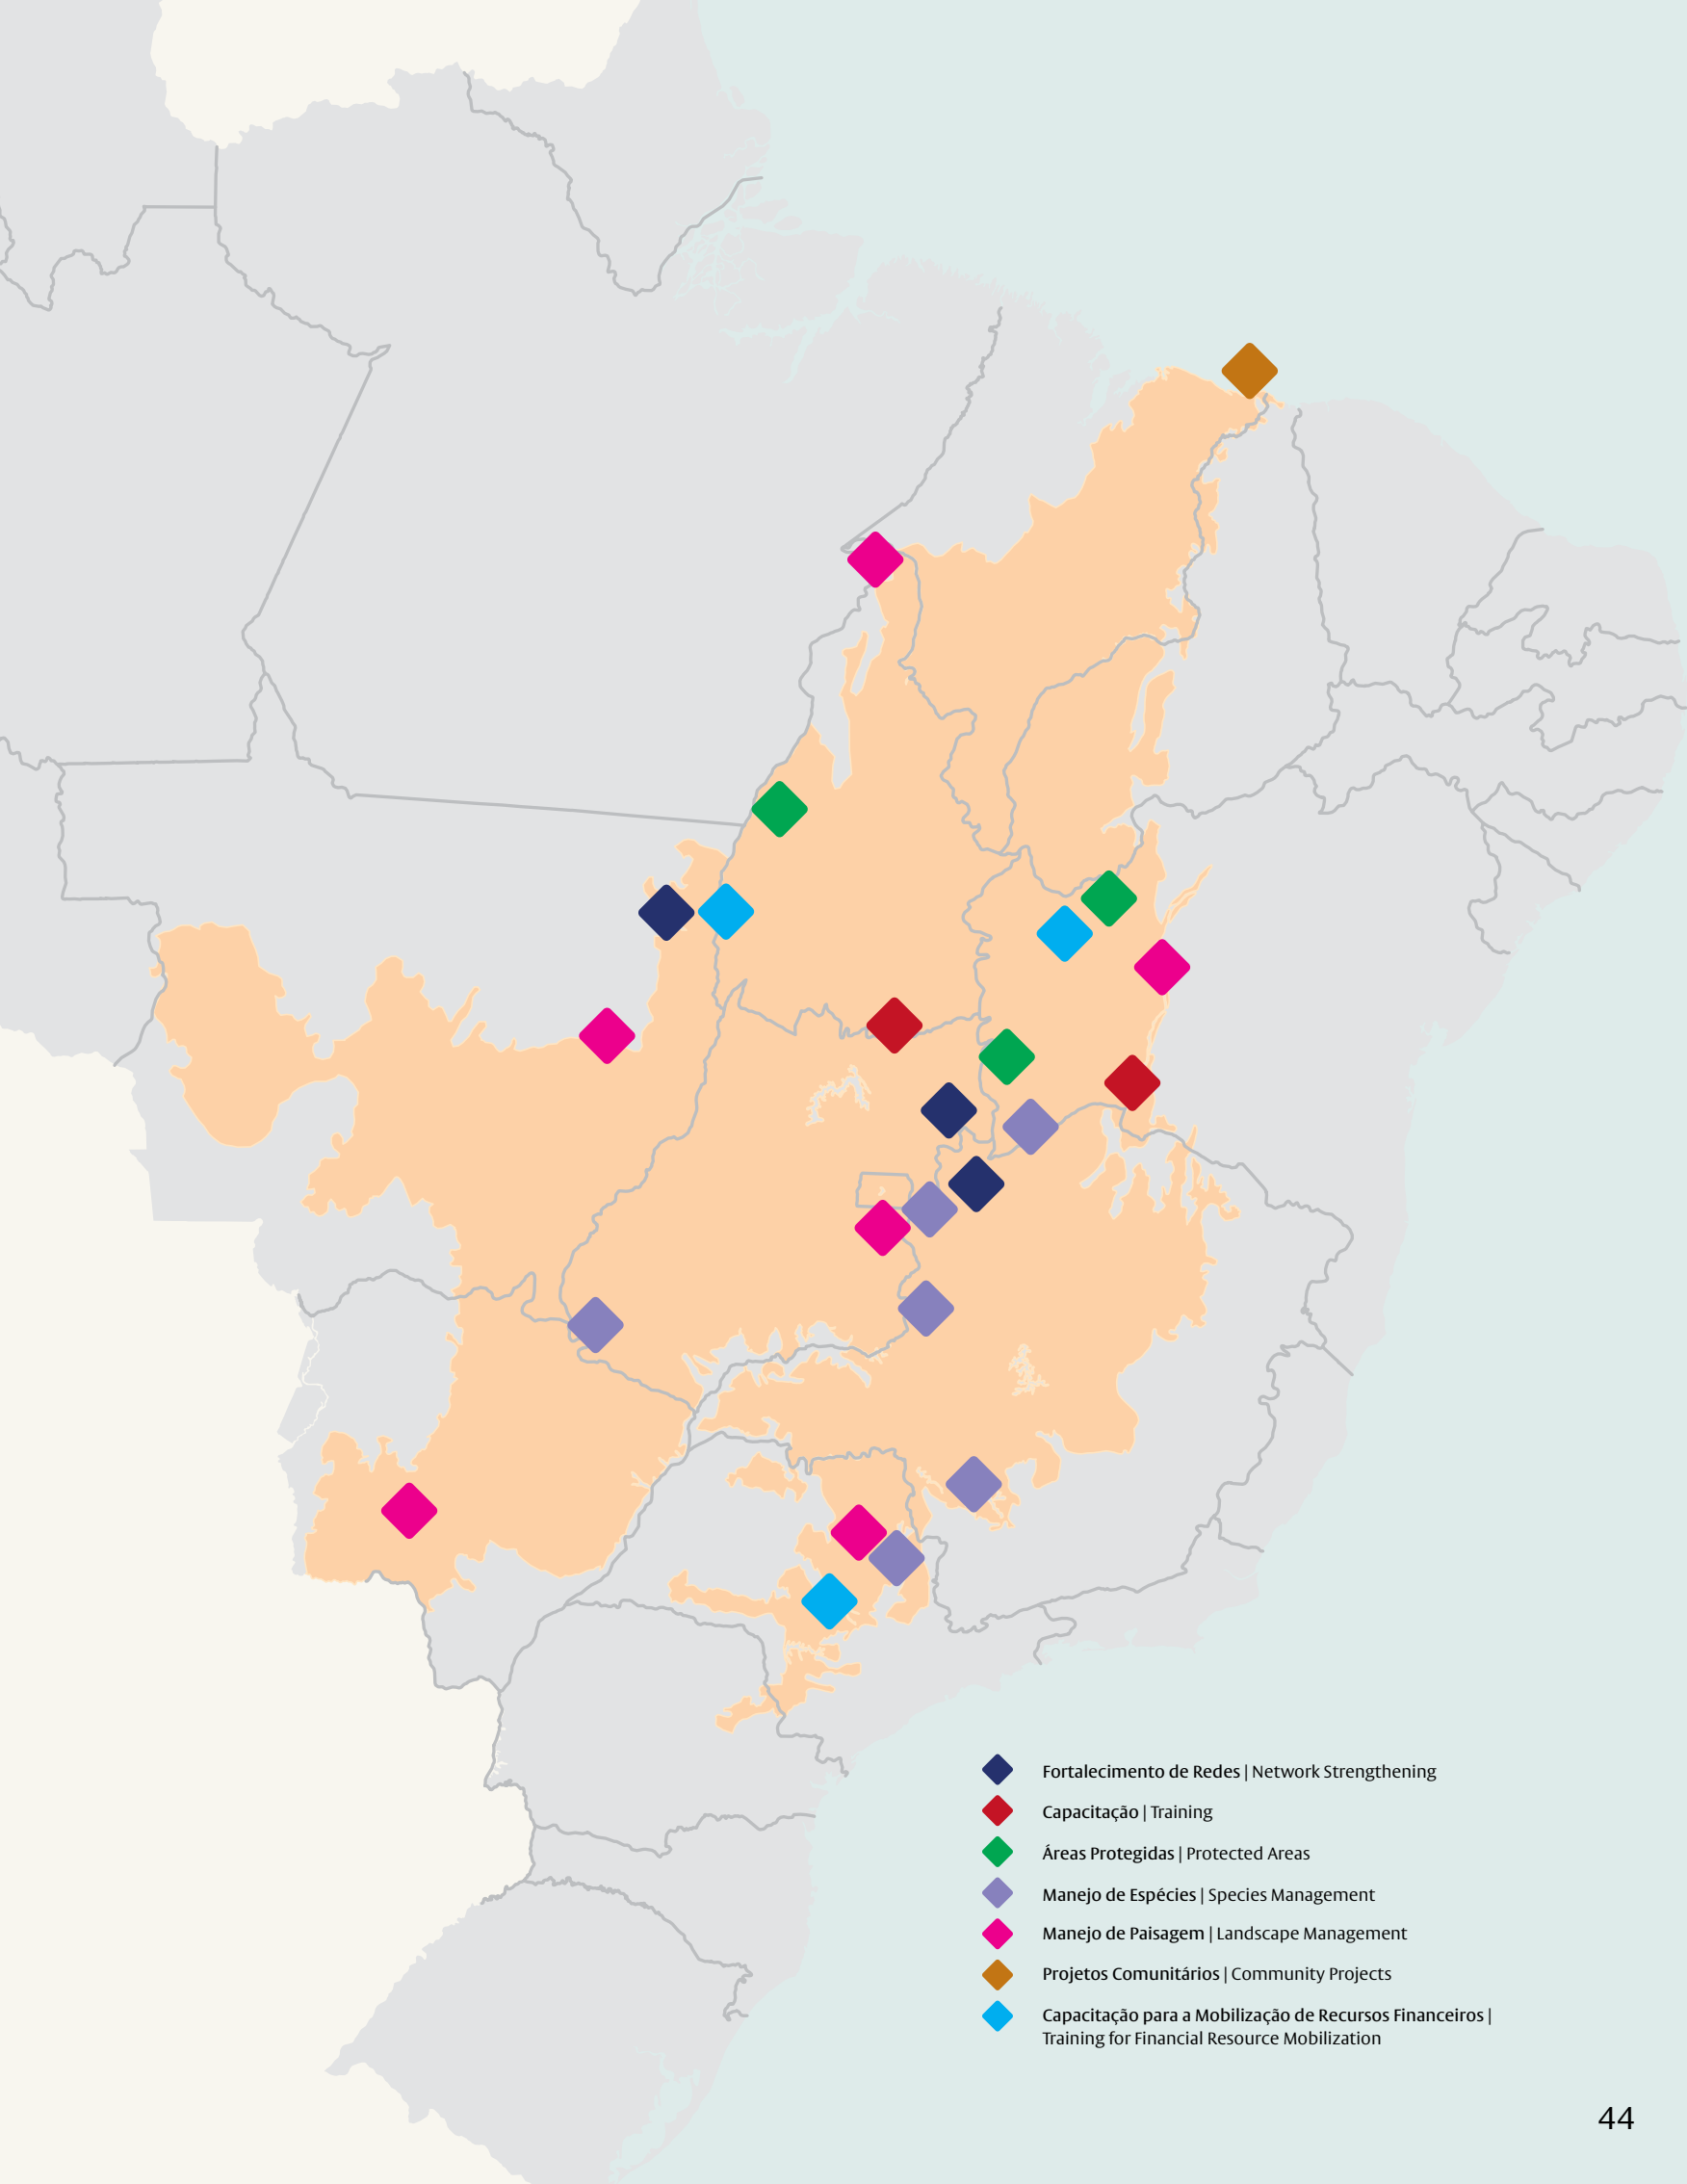 Fortalecimento de Redes | Network Strengthening
Capacitação | Training
Áreas Protegidas | Protected Areas
Manejo de Espécies | Species Management
Manejo de Paisagem | Landscape Management
Projetos Comunitários | Community Projects
Capacitação para a Mobilização de Recursos Financeiros |
Training for Financial Resource Mobilization
44